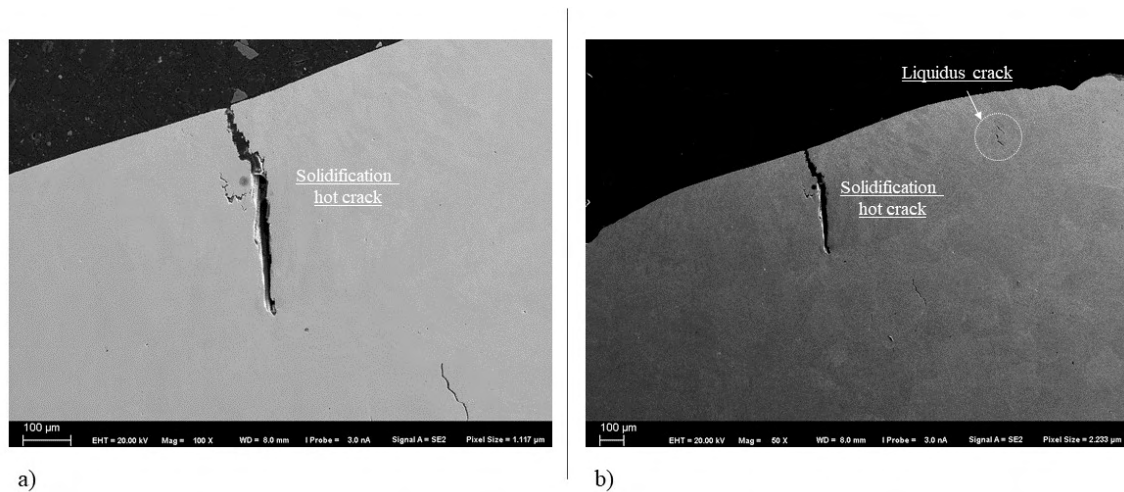 Solidification
hot crack
100 µm
EHT = 20.00 kV Mag = 100 X WD = 8.0 mm I Probe = 3.0 nA Signal A = SE2 Pixel Size = 1.117 µm
a)
Liquidus crack
Solidification
hot crack
100 µm
EHT = 20.00 kV Mag = 50 X WD = 8.0 mm I Probe = 3.0 nA Signal A = SE2 Pixel Size = 2.233 µm
b)